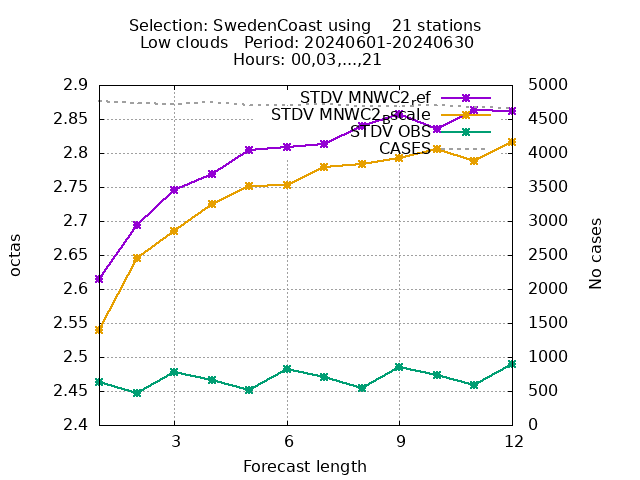 Selection: SwedenCoast using    21 stations
Low clouds   Period: 20240601-20240630
Hours: 00,03,...,21
2.9
2.85
2.8
2.75
2.7
2.65
2.6
2.55
2.5
2.45
2.4
octas
STDV MNWC2_ref
STDV MNWC2_Bscale
STDV OBS
CASES
5000
4500
4000
3500
3000
2500
2000
1500
1000
500
0
No cases
3
6
9
12
Forecast length